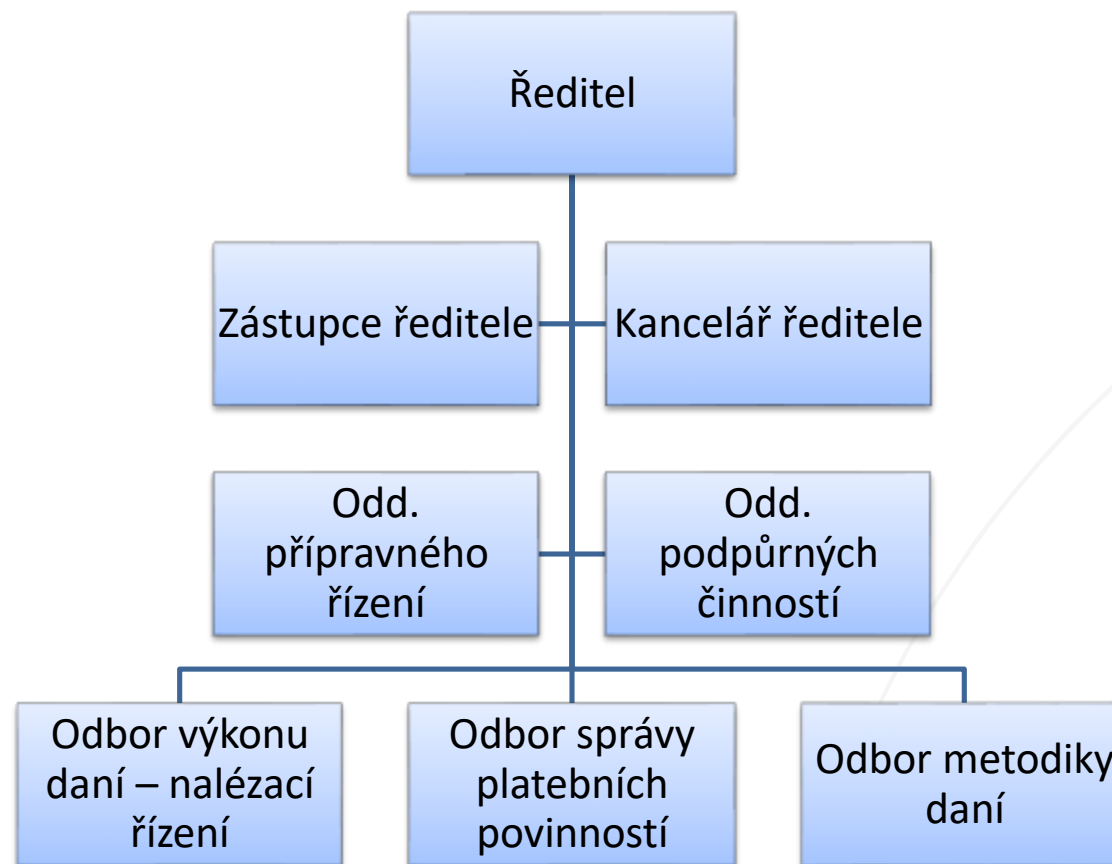 Ředitel
Zástupce ředitele
Kancelář ředitele
Odd.
přípravného
řízení
Odd.
podpůrných
činností
Odbor výkonu
daní – nalézací
řízení
Odbor správy
platebních
povinností
Odbor metodiky
daní